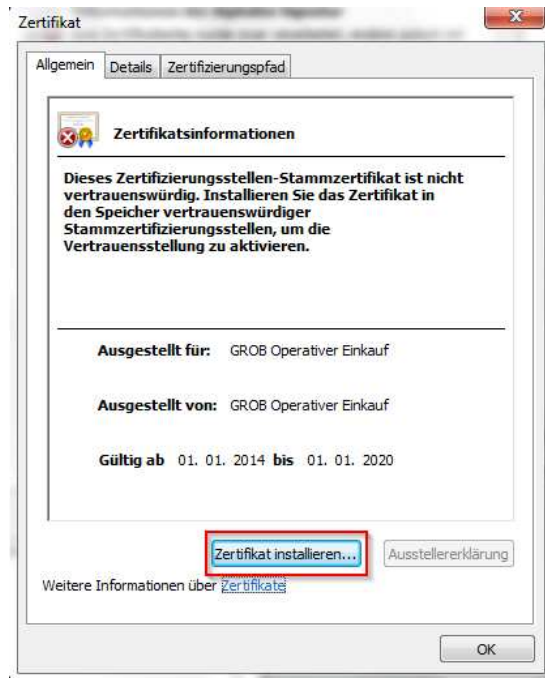 Zertifikat
Allgemein Details Zertifizierungspfad
Zertifikatsinformationen
Dieses Zertifizierungsstellen-Stammzertifikat ist nicht
vertrauenswürdig. Installieren Sie das Zertifikat in
den Speicher vertrauenswürdiger
Stammzertifizierungsstellen, um die
Vertrauensstellung zu aktivieren.
Ausgestellt für: GROB Operativer Einkauf
Ausgestellt von: GROB Operativer Einkauf
Gültig ab 01. 01. 2014 bis 01. 01. 2020
Zertifikat installieren... Ausstellererklärung
Weitere Informationen über Zertifikate
OK